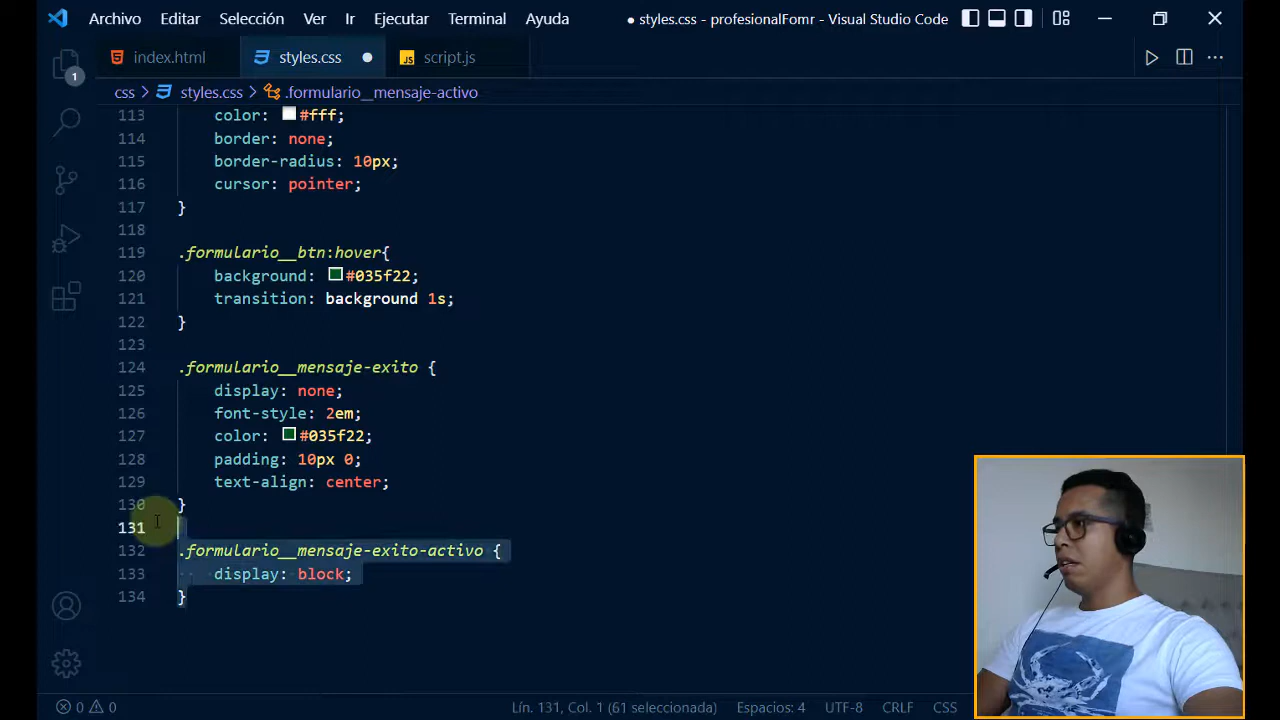 Archivo Editar Selección Ver Ir Ejecutar Terminal Ayuda ● styles.css - profesionalFomr - Visual Studio Code
index.html styles.css script.js
1
css > styles.css > .formulario__mensaje-activo
113 color: #fff;
114 border: none;
115 border-radius: 10px;
116 cursor: pointer;
117 }
118
119 .formulario__btn:hover{
120 background: #035f22;
121 transition: background 1s;
122 }
123
124 .formulario__mensaje-exito {
125 display: none;
126 font-style: 2em;
127 color: #035f22;
128 padding: 10px 0;
129 text-align: center;
130 }
131
132 .formulario__mensaje-exito-activo {
133 display: block;
134 }
0 0 Lín. 131, Col. 1 (61 seleccionada) Espacios: 4 UTF-8 CRLF CSS